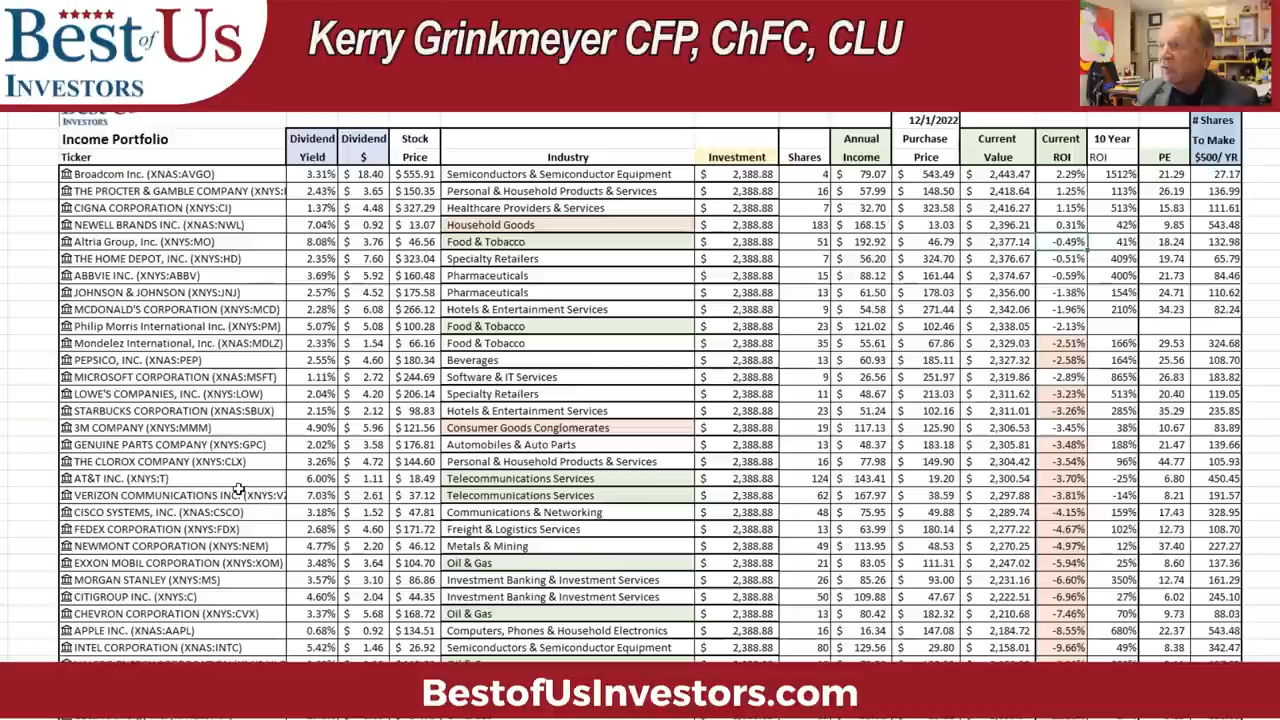 Best of Us
INVESTORS
Kerry Grinkmeyer CFP, ChFC, CLU
INVESTORS 12/1/2022 # Shares
Income Portfolio Dividend Dividend Stock Annual Purchase Current Current 10 Year To Make
Ticker Yield $ Price Industry Investment Shares Income Price Value ROI ROI PE $500/ YR
Broadcom Inc. (XNAS:AVGO) 3.31% $ 18.40 $555.91 Semiconductors & Semiconductor Equipment $ 2,388.88 4 $ 79.07 $ 543.49 $ 2,443.47 2.29% 1512% 21.29 27.17
THE PROCTER & GAMBLE COMPANY (XNYS: 2.43% $ 3.65 $150.35 Personal & Household Products & Services $ 2,388.88 16 $ 57.99 $ 148.50 $ 2,418.64 1.25% 113% 26.19 136.99
CIGNA CORPORATION (XNYS:CI) 1.37% $ 4.48 $327.29 Healthcare Providers & Services $ 2,388.88 7 $ 32.70 $ 323.58 $ 2,416.27 1.15% 513% 15.83 111.61
NEWELL BRANDS INC. (XNAS:NWL) 7.04% $ 0.92 $ 13.07 Household Goods $ 2,388.88 183 $ 168.15 $ 13.03 $ 2,396.21 0.31% 42% 9.85 543.48
Altria Group, Inc. (XNYS:MO) 8.08% $ 3.76 $ 46.56 Food & Tobacco $ 2,388.88 51 $ 192.92 $ 46.79 $ 2,377.14 -0.49% 41% 18.24 132.98
THE HOME DEPOT, INC. (XNYS:HD) 2.35% $ 7.60 $323.04 Specialty Retailers $ 2,388.88 7 $ 56.20 $ 324.70 $ 2,376.67 -0.51% 409% 19.74 65.79
ABBVIE INC. (XNYS:ABBV) 3.69% $ 5.92 $160.48 Pharmaceuticals $ 2,388.88 15 $ 88.12 $ 161.44 $ 2,374.67 -0.59% 400% 21.73 84.46
JOHNSON & JOHNSON (XNYS:JNJ) 2.57% $ 4.52 $175.58 Pharmaceuticals $ 2,388.88 13 $ 61.50 $ 178.03 $ 2,356.00 -1.38% 154% 24.71 110.62
MCDONALD'S CORPORATION (XNYS:MCD) 2.28% $ 6.08 $266.12 Hotels & Entertainment Services $ 2,388.88 9 $ 54.58 $ 271.44 $ 2,342.06 -1.96% 210% 34.23 82.24
Philip Morris International Inc. (XNYS:PM) 5.07% $ 5.08 $100.28 Food & Tobacco $ 2,388.88 23 $ 121.02 $ 102.46 $ 2,338.05 -2.13%
Mondelez International, Inc. (XNAS:MDLZ) 2.33% $ 1.54 $ 66.16 Food & Tobacco $ 2,388.88 35 $ 55.61 $ 67.86 $ 2,329.03 -2.51% 166% 29.53 324.68
PEPSICO, INC. (XNAS:PEP) 2.55% $ 4.60 $180.34 Beverages $ 2,388.88 13 $ 60.93 $ 185.11 $ 2,327.32 -2.58% 164% 25.56 108.70
MICROSOFT CORPORATION (XNAS:MSFT) 1.11% $ 2.72 $244.69 Software & IT Services $ 2,388.88 9 $ 26.56 $ 251.97 $ 2,319.86 -2.89% 865% 26.83 183.82
LOWE'S COMPANIES, INC. (XNYS:LOW) 2.04% $ 4.20 $206.14 Specialty Retailers $ 2,388.88 11 $ 48.67 $ 213.03 $ 2,311.62 -3.23% 513% 20.40 119.05
STARBUCKS CORPORATION (XNAS:SBUX) 2.15% $ 2.12 $ 98.83 Hotels & Entertainment Services $ 2,388.88 23 $ 51.24 $ 102.16 $ 2,311.01 -3.26% 285% 35.29 235.85
3M COMPANY (XNYS:MMM) 4.90% $ 5.96 $121.56 Consumer Goods Conglomerates $ 2,388.88 19 $ 117.13 $ 125.90 $ 2,306.53 -3.45% 38% 10.67 83.89
GENUINE PARTS COMPANY (XNYS:GPC) 2.02% $ 3.58 $176.81 Automobiles & Auto Parts $ 2,388.88 13 $ 48.37 $ 183.18 $ 2,305.81 -3.48% 188% 21.47 139.66
THE CLOROX COMPANY (XNYS:CLX) 3.26% $ 4.72 $144.60 Personal & Household Products & Services $ 2,388.88 16 $ 77.98 $ 149.90 $ 2,304.42 -3.54% 96% 44.77 105.93
AT&T INC. (XNYS:T) 6.00% $ 1.11 $ 18.49 Telecommunications Services $ 2,388.88 124 $ 143.41 $ 19.20 $ 2,300.54 -3.70% -25% 6.80 450.45
VERIZON COMMUNICATIONS INC. (XNYS:VZ 7.03% $ 2.61 $ 37.12 Telecommunications Services $ 2,388.88 62 $ 167.97 $ 38.59 $ 2,297.88 -3.81% -14% 8.21 191.57
CISCO SYSTEMS, INC. (XNAS:CSCO) 3.18% $ 1.52 $ 47.81 Communications & Networking $ 2,388.88 48 $ 75.95 $ 49.88 $ 2,289.74 -4.15% 159% 17.43 328.95
FEDEX CORPORATION (XNYS:FDX) 2.68% $ 4.60 $171.72 Freight & Logistics Services $ 2,388.88 13 $ 63.99 $ 180.14 $ 2,277.22 -4.67% 102% 12.73 108.70
NEWMONT CORPORATION (XNYS:NEM) 4.77% $ 2.20 $ 46.12 Metals & Mining $ 2,388.88 49 $ 113.95 $ 48.53 $ 2,270.25 -4.97% 12% 37.40 227.27
EXXON MOBIL CORPORATION (XNYS:XOM) 3.48% $ 3.64 $104.70 Oil & Gas $ 2,388.88 21 $ 83.05 $ 111.31 $ 2,247.02 -5.94% 25% 8.60 137.36
MORGAN STANLEY (XNYS:MS) 3.57% $ 3.10 $ 86.86 Investment Banking & Investment Services $ 2,388.88 26 $ 85.26 $ 93.00 $ 2,231.16 -6.60% 350% 12.74 161.29
CITIGROUP INC. (XNYS:C) 4.60% $ 2.04 $ 44.35 Investment Banking & Investment Services $ 2,388.88 50 $ 109.88 $ 47.67 $ 2,222.51 -6.96% 27% 6.02 245.10
CHEVRON CORPORATION (XNYS:CVX) 3.37% $ 5.68 $168.72 Oil & Gas $ 2,388.88 13 $ 80.42 $ 182.32 $ 2,210.68 -7.46% 70% 9.73 88.03
APPLE INC. (XNAS:AAPL) 0.68% $ 0.92 $134.51 Computers, Phones & Household Electronics $ 2,388.88 16 $ 16.34 $ 147.08 $ 2,184.72 -8.55% 680% 22.37 543.48
INTEL CORPORATION (XNAS:INTC) 5.42% $ 1.46 $ 26.92 Semiconductors & Semiconductor Equipment $ 2,388.88 80 $ 129.56 $ 29.80 $ 2,158.01 -9.66% 49% 8.38 342.47
BestofUsInvestors.com